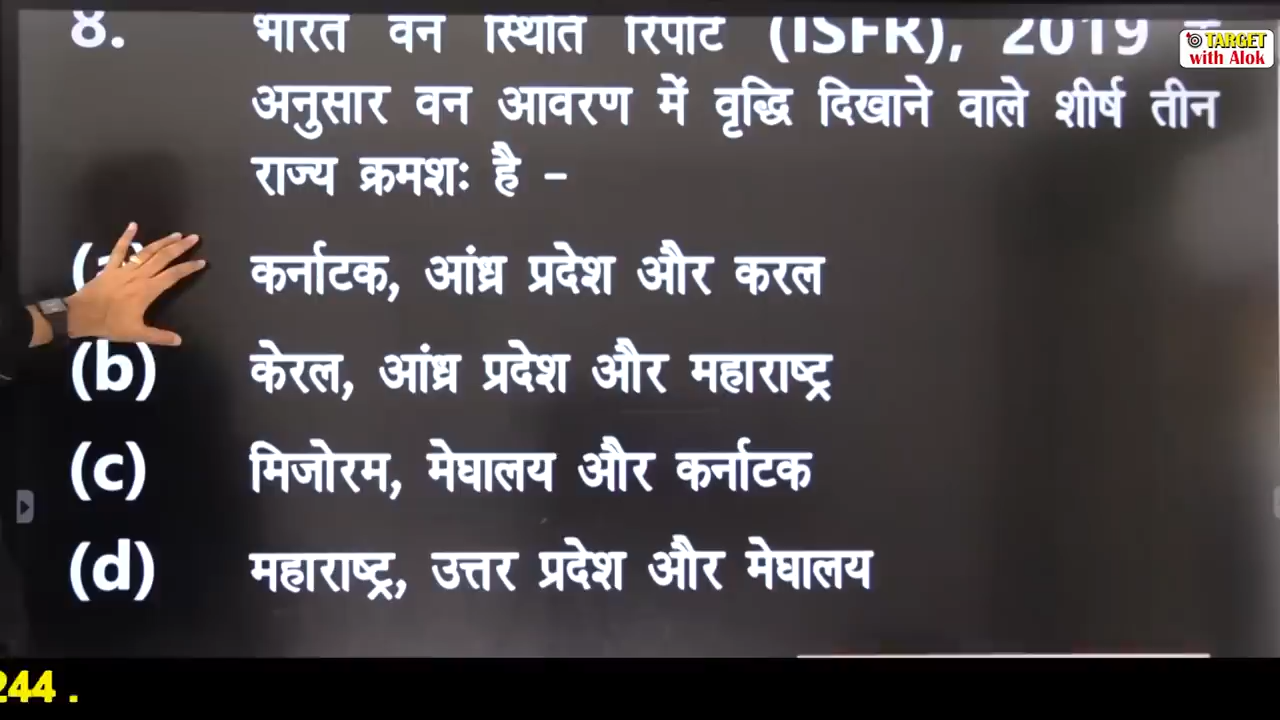 8. भारत वन स्थिति रिपोर्ट (ISFR), 2019 के
अनुसार वन आवरण में वृद्धि दिखाने वाले शीर्ष तीन
राज्य क्रमशः है –
(a) कर्नाटक, आंध्र प्रदेश और करल
(b) केरल, आंध्र प्रदेश और महाराष्ट्र
(c) मिजोरम, मेघालय और कर्नाटक
(d) महाराष्ट्र, उत्तर प्रदेश और मेघालय
TARGET
with Alok
244 .